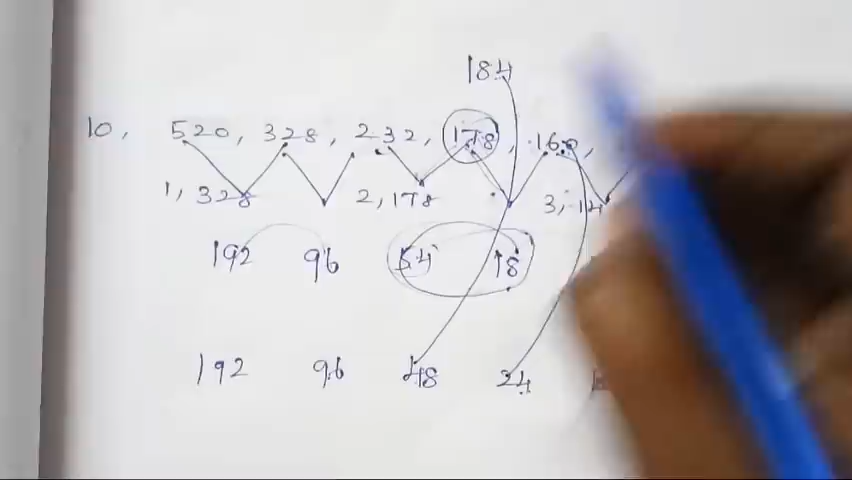 184
10, 520, 328, 232, 178, 160,
1, 328 2, 178 3, 14
192 96 54 18
192 96 48 24